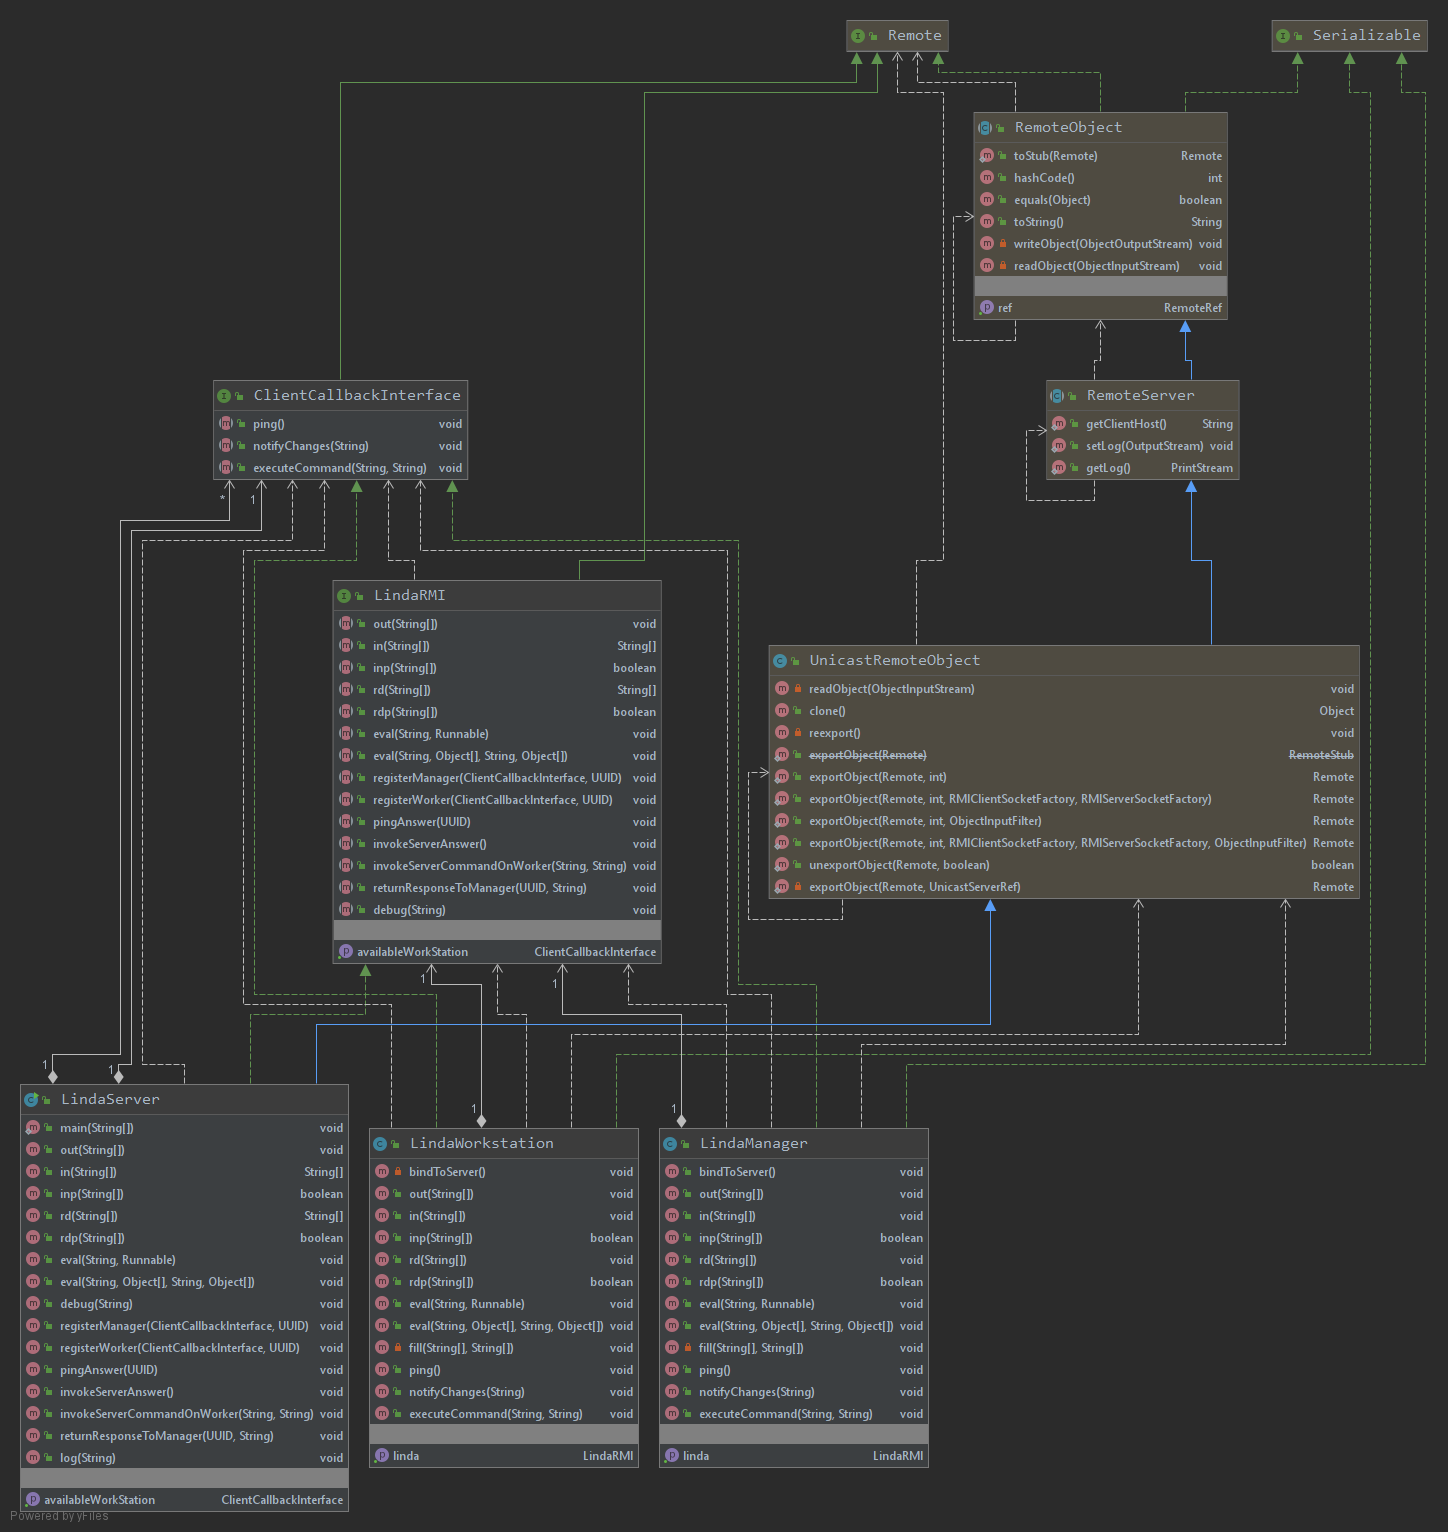 Remote
Serializable
RemoteObject
toStub(Remote) Remote
hashCode() int
equals(Object) boolean
toString() String
writeObject(ObjectOutputStream) void
readObject(ObjectInputStream) void
ref RemoteRef
ClientCallbackInterface
ping() void
notifyChanges(String) void
executeCommand(String, String) void
RemoteServer
getClientHost() String
setLog(OutputStream) void
getLog() PrintStream
* 1
LindaRMI
out(String[]) void
in(String[]) String[]
inp(String[]) boolean
rd(String[]) String[]
rdp(String[]) boolean
eval(String, Runnable) void
eval(String, Object[], String, Object[]) void
registerManager(ClientCallbackInterface, UUID) void
registerWorker(ClientCallbackInterface, UUID) void
pingAnswer(UUID) void
invokeServerAnswer() void
invokeServerCommandOnWorker(String, String) void
returnResponseToManager(UUID, String) void
debug(String) void
availableWorkStation ClientCallbackInterface
UnicastRemoteObject
readObject(ObjectInputStream) void
clone() Object
reexport() void
exportObject(Remote) RemoteStub
exportObject(Remote, int) Remote
exportObject(Remote, int, RMIClientSocketFactory, RMIServerSocketFactory) Remote
exportObject(Remote, int, ObjectInputFilter) Remote
exportObject(Remote, int, RMIClientSocketFactory, RMIServerSocketFactory, ObjectInputFilter) Remote
unexportObject(Remote, boolean) boolean
exportObject(Remote, UnicastServerRef) Remote
1 1
1 1
1 1
LindaServer
main(String[]) void
out(String[]) void
in(String[]) String[]
inp(String[]) boolean
rd(String[]) String[]
rdp(String[]) boolean
eval(String, Runnable) void
eval(String, Object[], String, Object[]) void
debug(String) void
registerManager(ClientCallbackInterface, UUID) void
registerWorker(ClientCallbackInterface, UUID) void
pingAnswer(UUID) void
invokeServerAnswer() void
invokeServerCommandOnWorker(String, String) void
returnResponseToManager(UUID, String) void
log(String) void
availableWorkStation ClientCallbackInterface
LindaWorkstation
bindToServer() void
out(String[]) void
in(String[]) void
inp(String[]) boolean
rd(String[]) void
rdp(String[]) boolean
eval(String, Runnable) void
eval(String, Object[], String, Object[]) void
fill(String[], String[]) void
ping() void
notifyChanges(String) void
executeCommand(String, String) void
linda LindaRMI
LindaManager
bindToServer() void
out(String[]) void
in(String[]) void
inp(String[]) boolean
rd(String[]) void
rdp(String[]) boolean
eval(String, Runnable) void
eval(String, Object[], String, Object[]) void
fill(String[], String[]) void
ping() void
notifyChanges(String) void
executeCommand(String, String) void
linda LindaRMI
Powered by yFiles